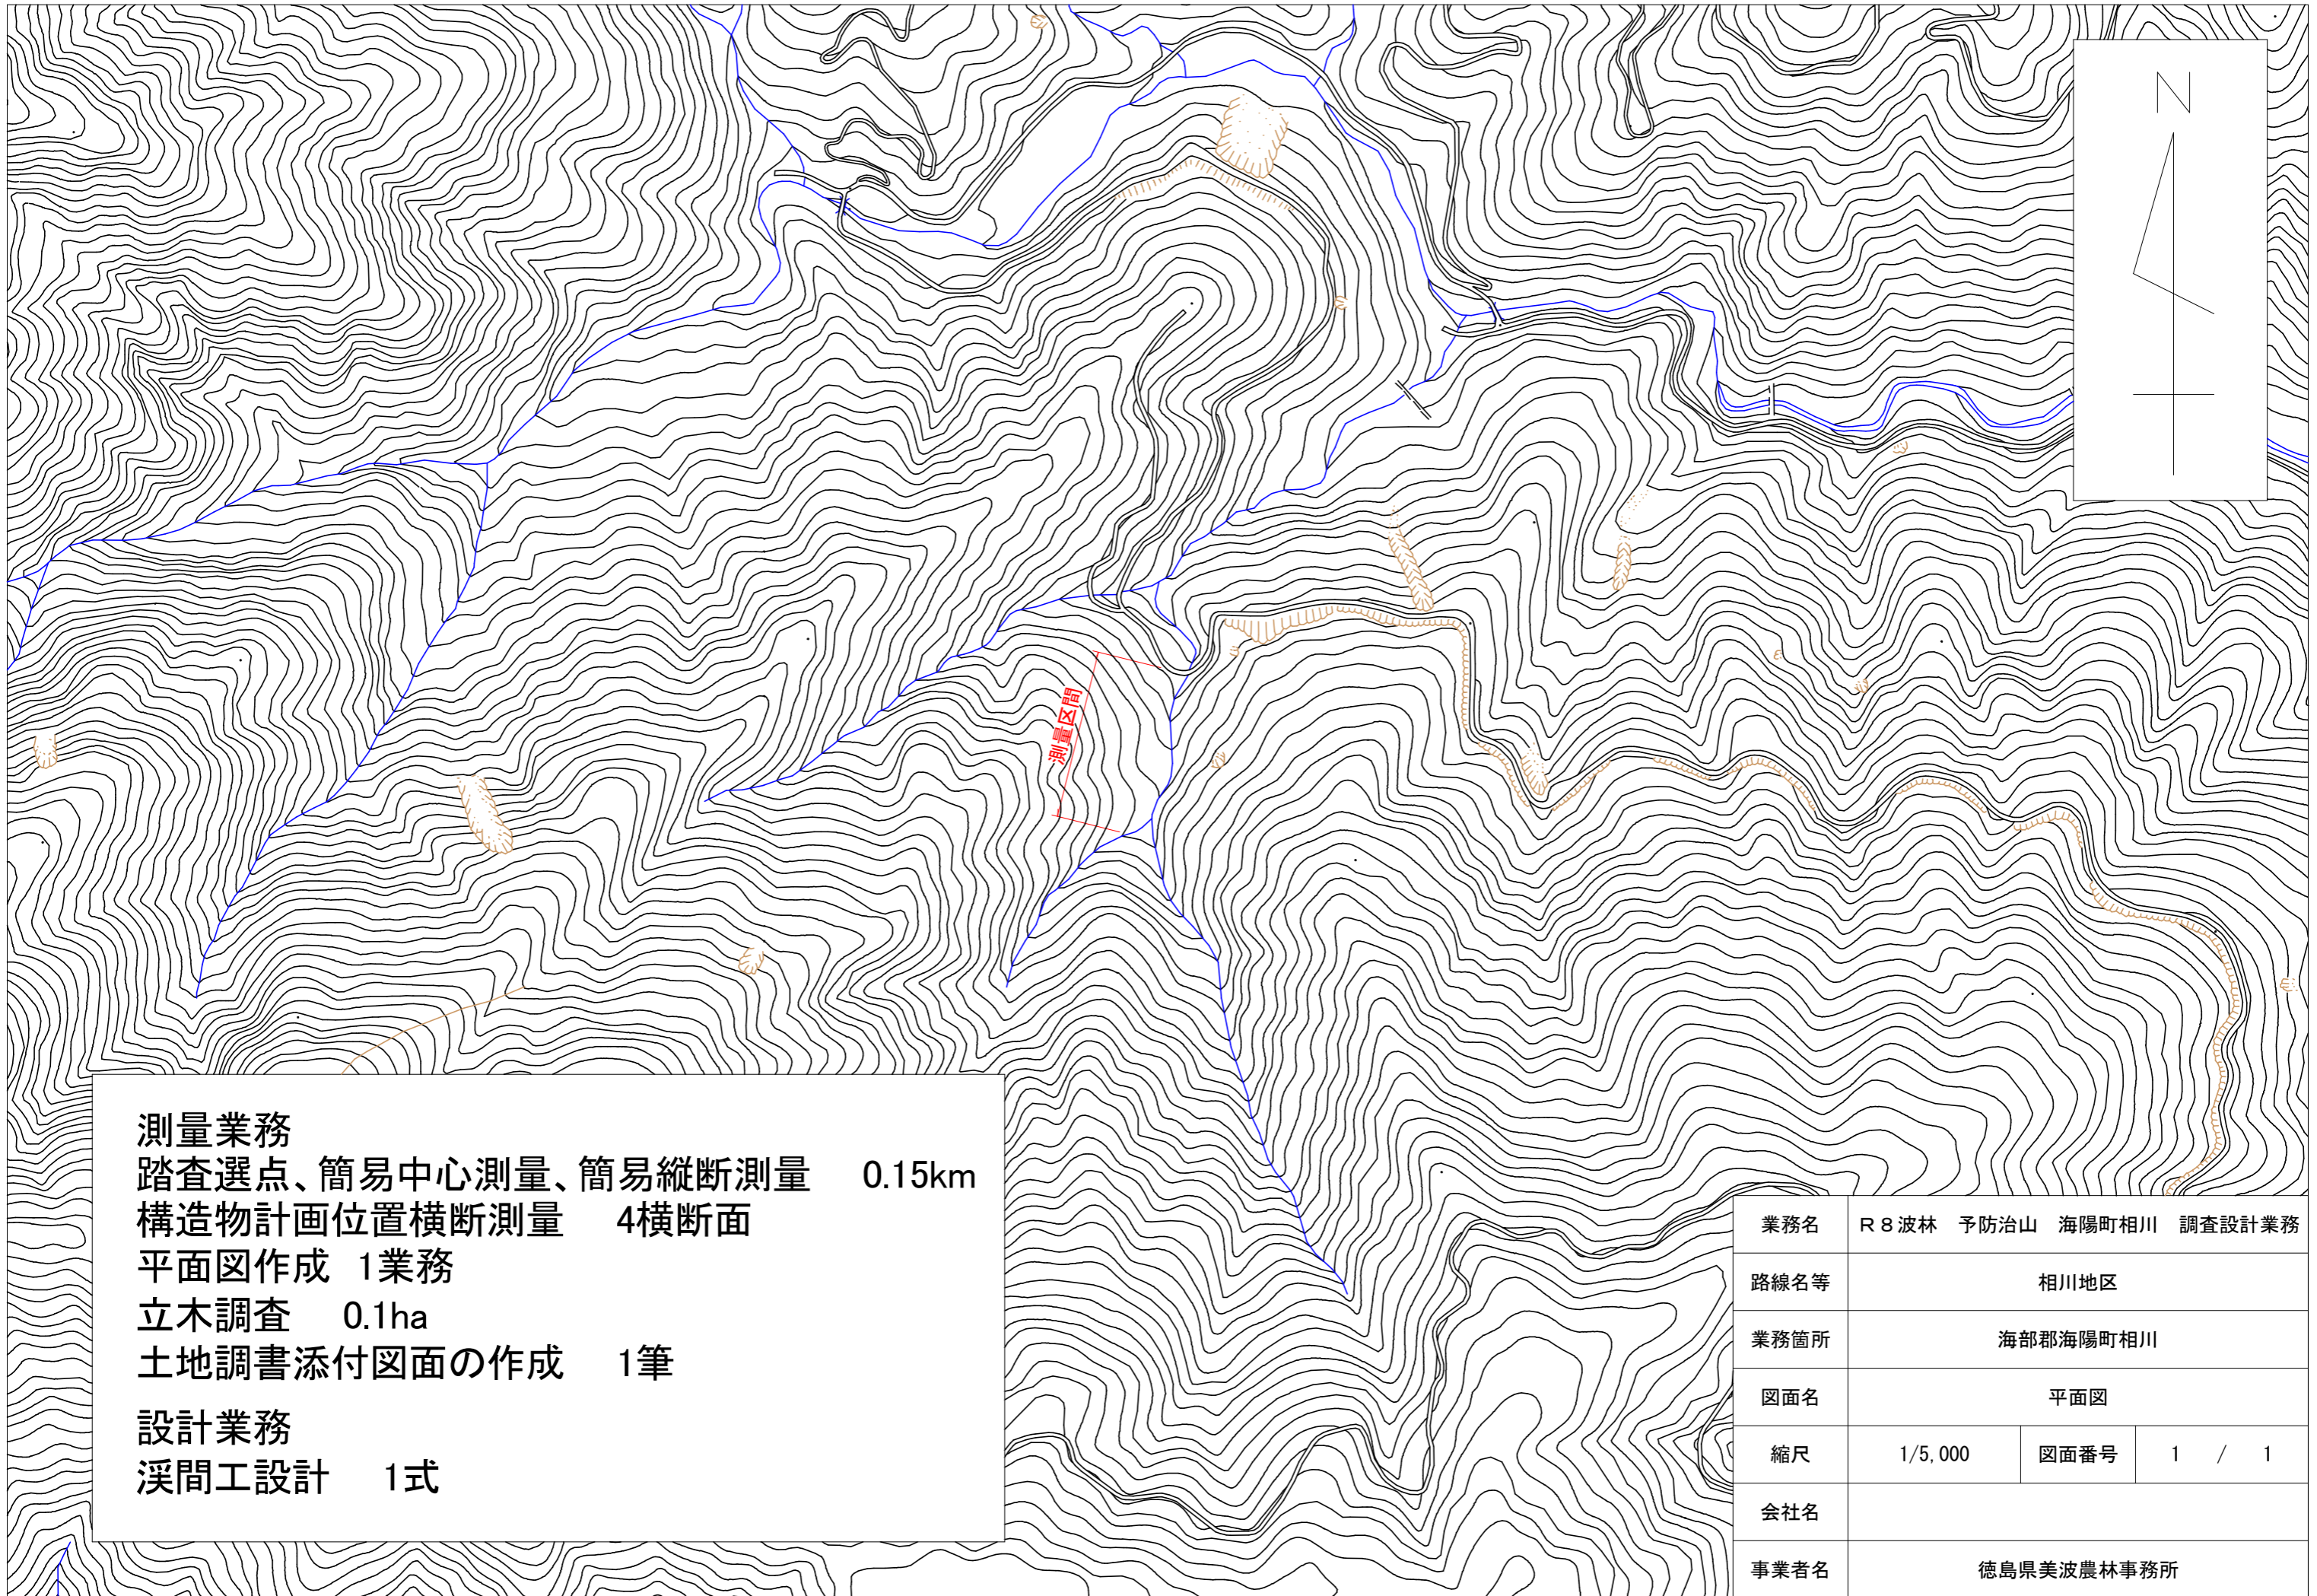 N
測量区間
測量業務
踏査選点、簡易中心測量、簡易縦断測量　0.15km
構造物計画位置横断測量　4横断面
平面図作成 1業務
立木調査　0.1ha
土地調書添付図面の作成　1筆
設計業務
渓間工設計　1式
業務名 R8波林 予防治山 海陽町相川 調査設計業務
路線名等 相川地区
業務箇所 海部郡海陽町相川
図面名 平面図
縮尺 1/5,000 図面番号 1 / 1
会社名
事業者名 徳島県美波農林事務所